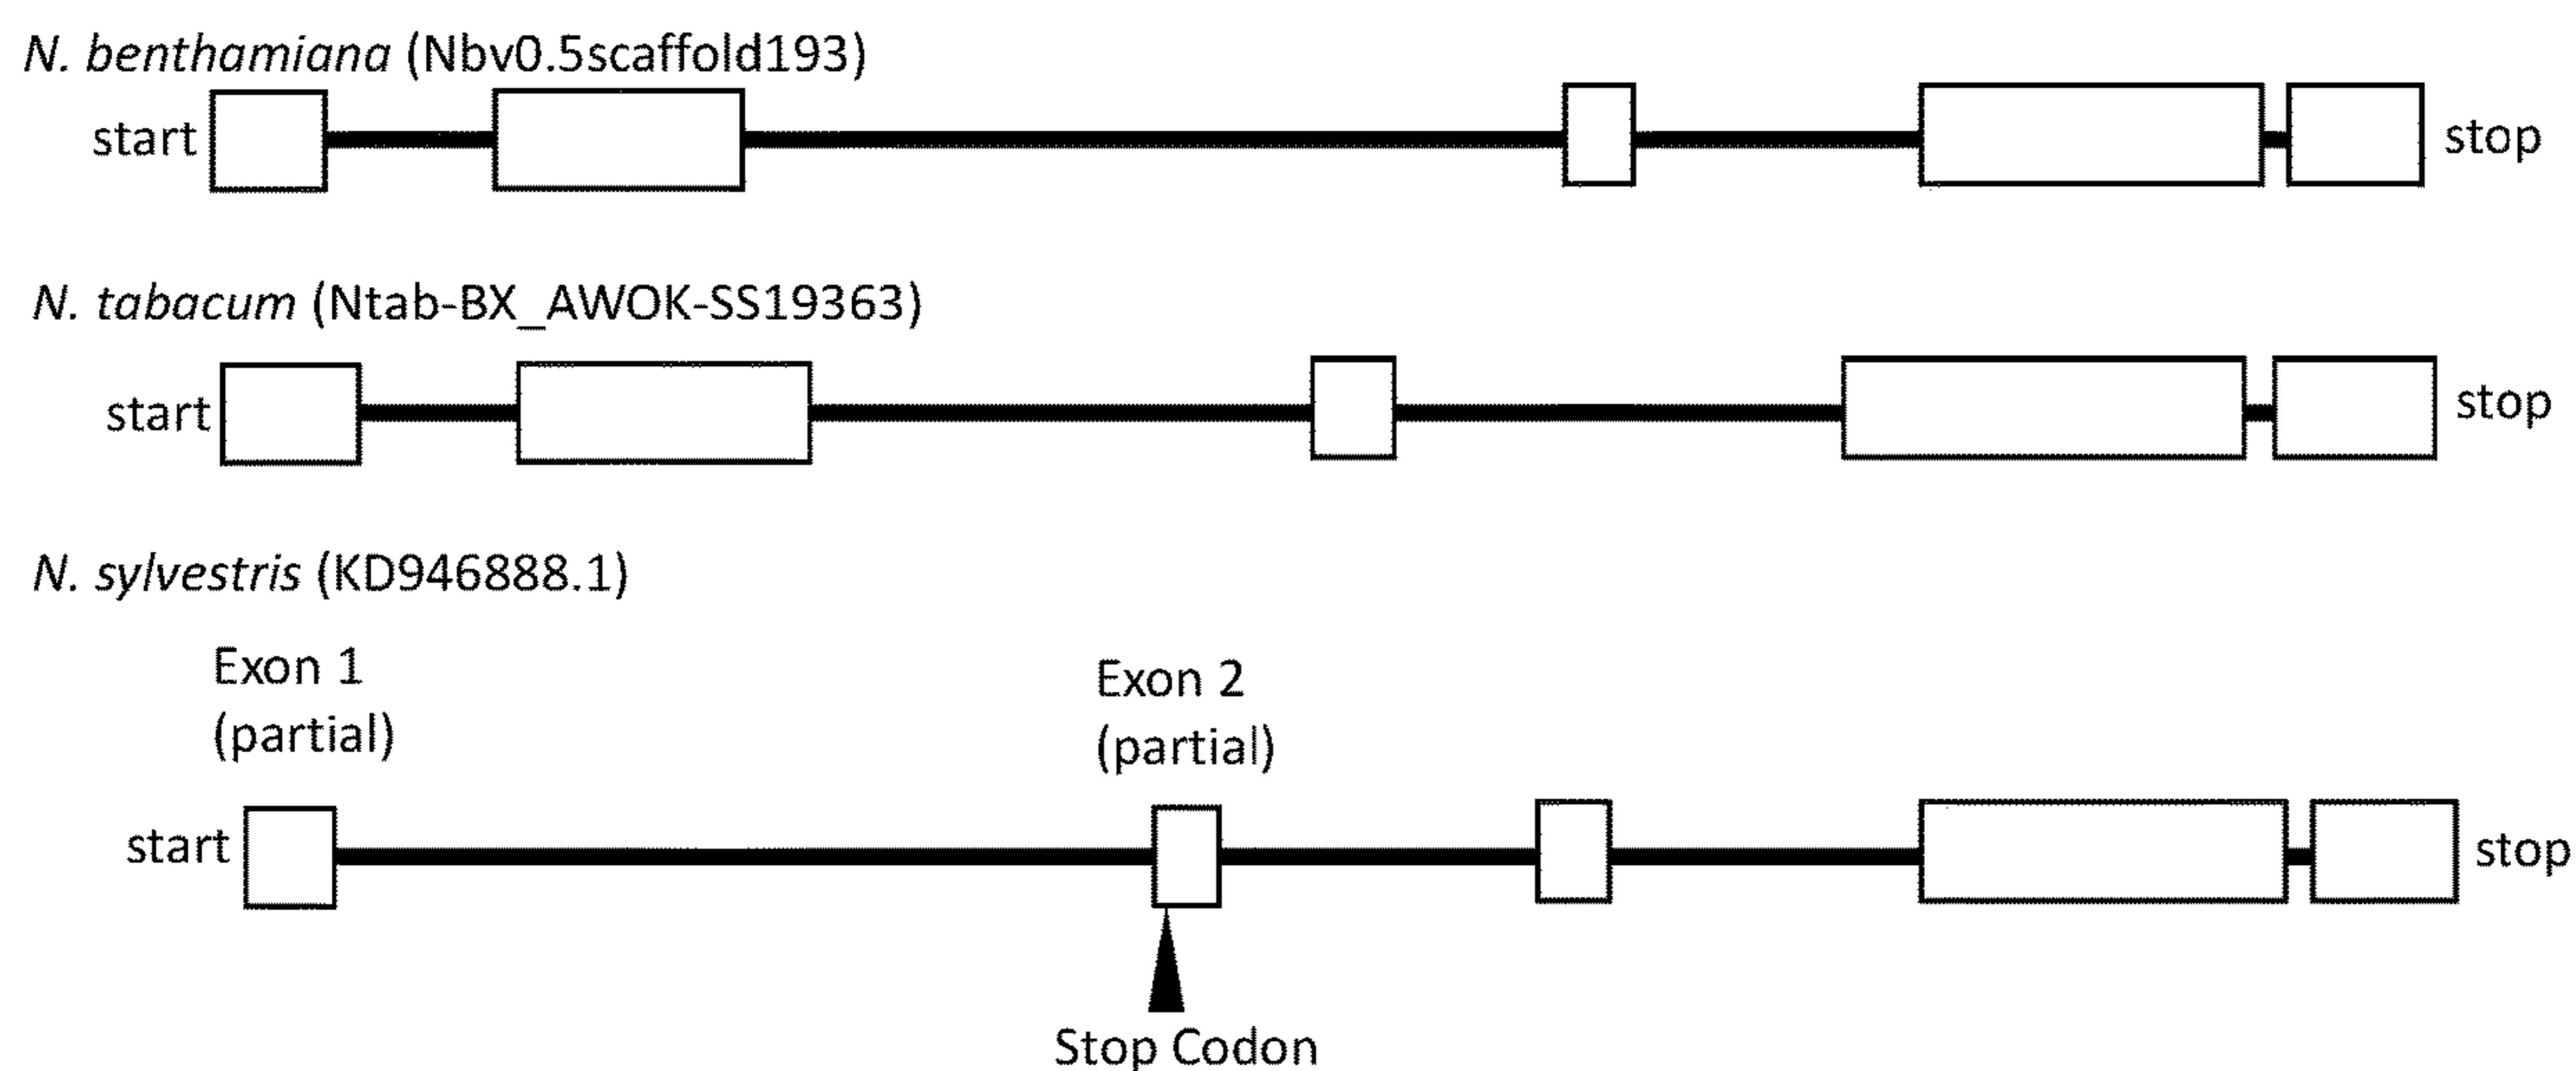 N. benthamiana (Nbv0.5scaffold193)
start stop
N. tabacum (Ntab-BX_AWOK-SS19363)
start stop
N. sylvestris (KD946888.1)
Exon 1
(partial)
Exon 2
(partial)
start stop
Stop Codon